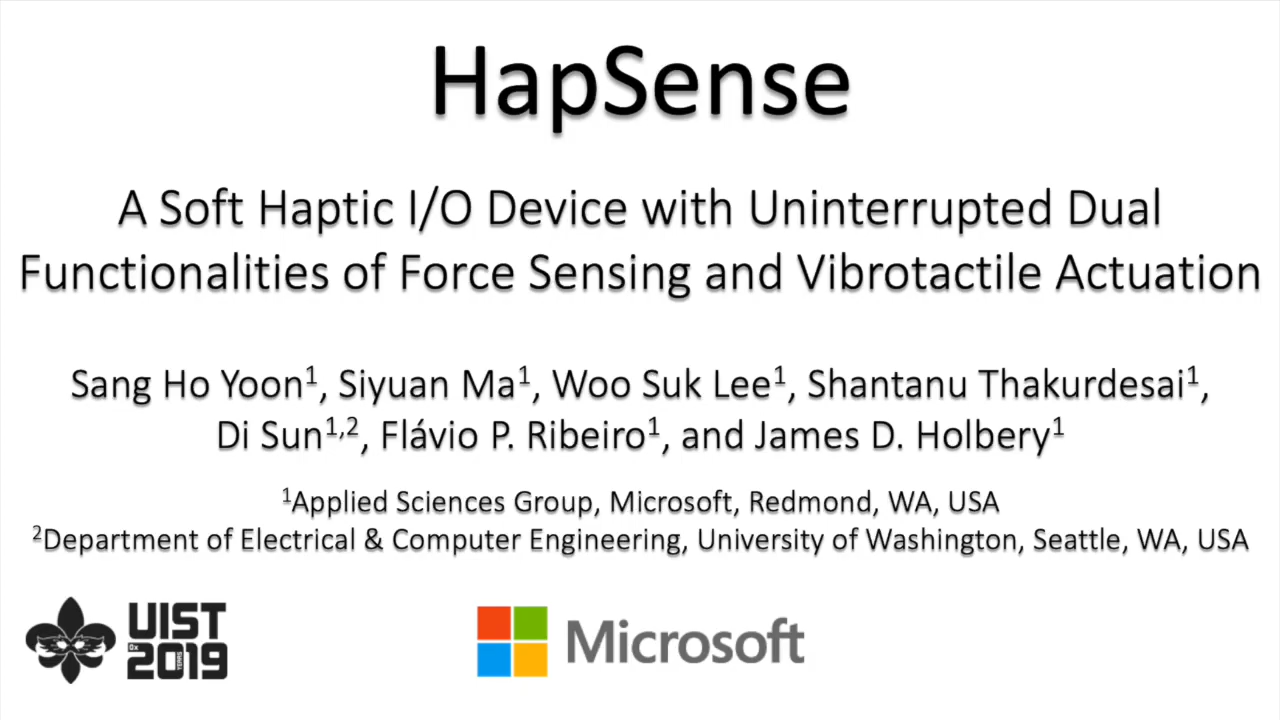 HapSense
A Soft Haptic I/O Device with Uninterrupted Dual
Functionalities of Force Sensing and Vibrotactile Actuation
Sang Ho Yoon¹, Siyuan Ma¹, Woo Suk Lee¹, Shantanu Thakurdesai¹,
Di Sun¹,², Flávio P. Ribeiro¹, and James D. Holbery¹
¹Applied Sciences Group, Microsoft, Redmond, WA, USA
²Department of Electrical & Computer Engineering, University of Washington, Seattle, WA, USA
UIST
0x
2019
YEARS
Microsoft